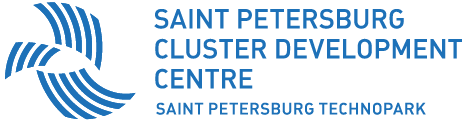 SAINT PETERSBURG
CLUSTER DEVELOPMENT
CENTRE
SAINT PETERSBURG TECHNOPARK